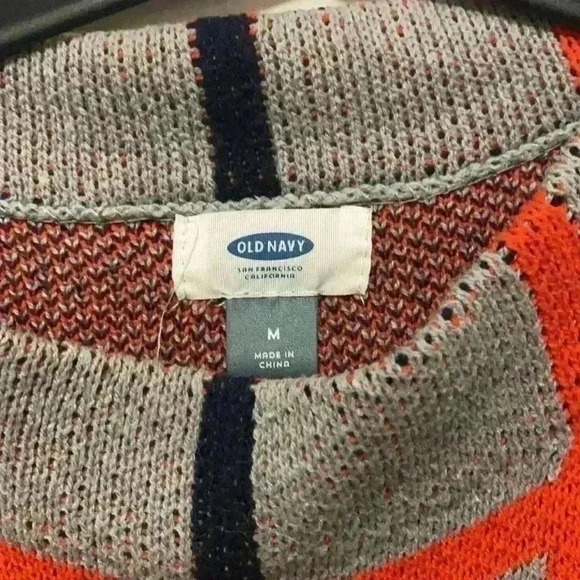 OLD NAVY
SAN FRANCISCO
CALIFORNIA
M
MADE IN
CHINA